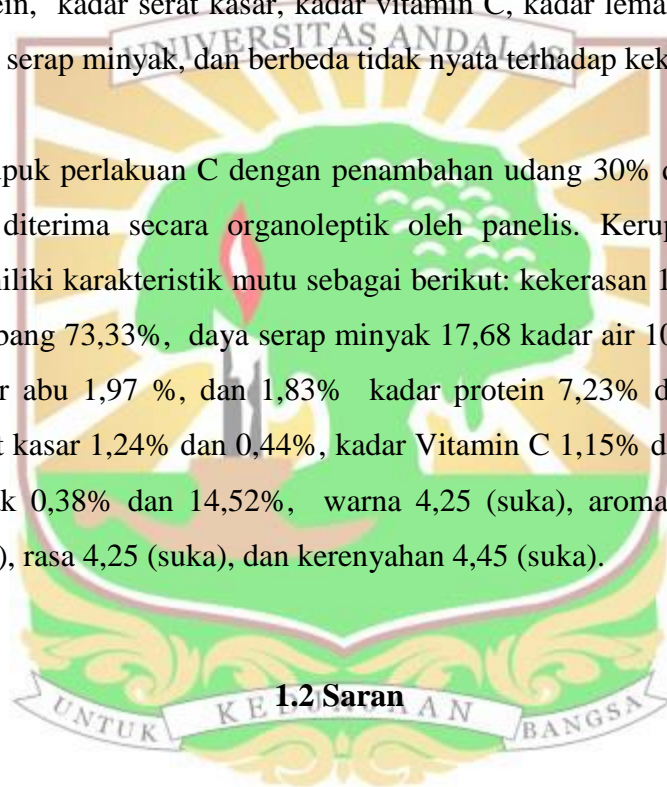 ein, kadar serat kasar, kadar vitamin C, kadar lema
UNIVERSITAS ANDALAS
serap minyak, dan berbeda tidak nyata terhadap kek
upuk perlakuan C dengan penambahan udang 30%
diterima secara organoleptik oleh panelis. Kerup
niliki karakteristik mutu sebagai berikut: kekerasan 1
bang 73,33%, daya serap minyak 17,68 kadar air 10
r abu 1,97 %, dan 1,83% kadar protein 7,23% d
t kasar 1,24% dan 0,44%, kadar Vitamin C 1,15% d
ak 0,38% dan 14,52%, warna 4,25 (suka), aroma
), rasa 4,25 (suka), dan kerenyahan 4,45 (suka).
1.2 Saran
UNTUK KEDJAJAAN BANGSA